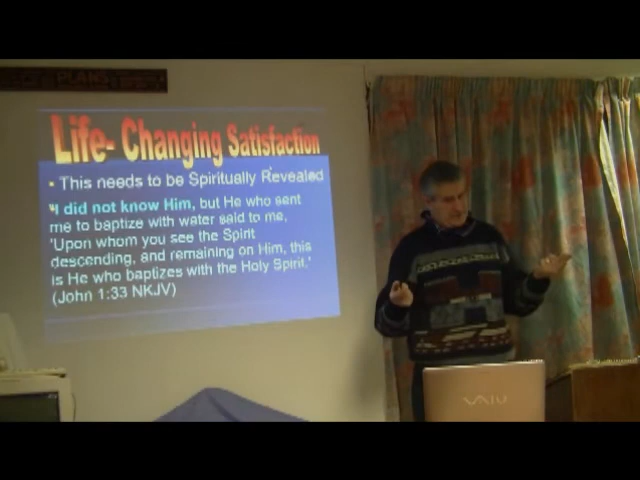 PLANS
Life- Changing Satisfaction
• This needs to be Spiritually Revealed
"I did not know Him, but He who sent
me to baptize with water said to me,
'Upon whom you see the Spirit
descending, and remaining on Him, this
is He who baptizes with the Holy Spirit.'
(John 1:33 NKJV)
VAIO